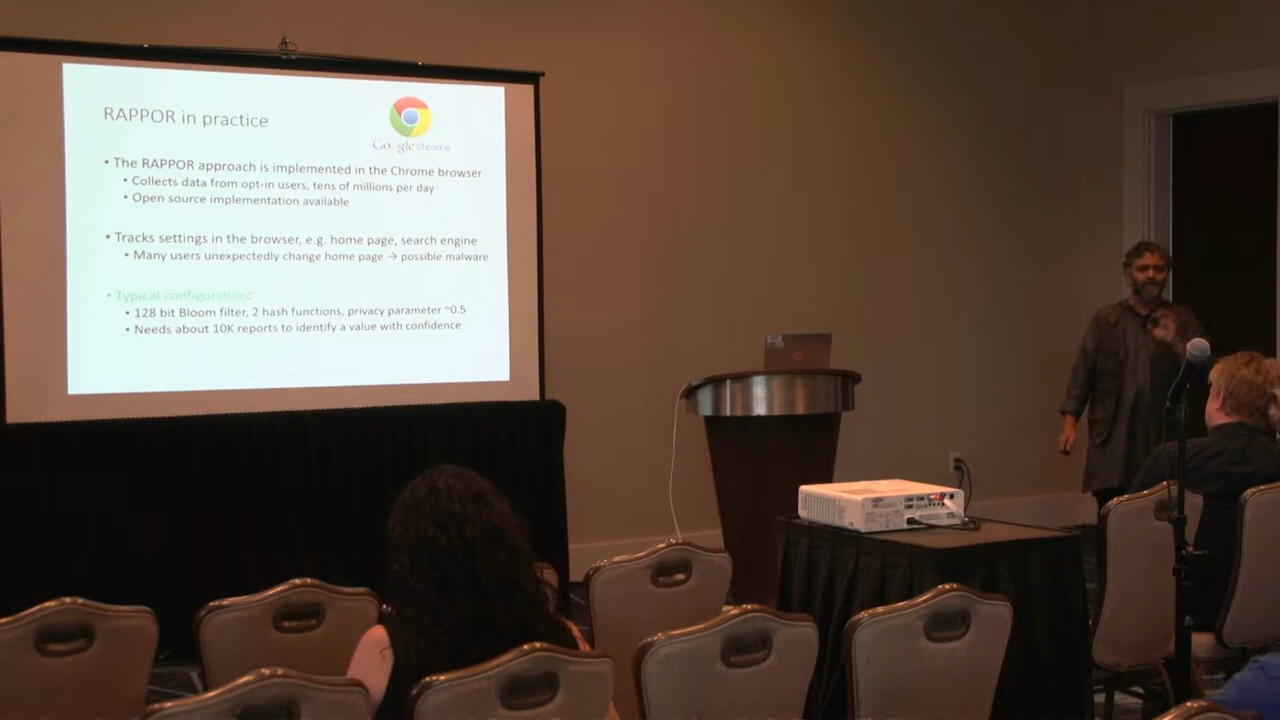 RAPPOR in practice
Google chrome
• The RAPPOR approach is implemented in the Chrome browser
• Collects data from opt-in users, tens of millions per day
• Open source implementation available
• Tracks settings in the browser, e.g. home page, search engine
• Many users unexpectedly change home page → possible malware
• Typical configuration:
• 128 bit Bloom filter, 2 hash functions, privacy parameter ~0.5
• Needs about 10K reports to identify a value with confidence